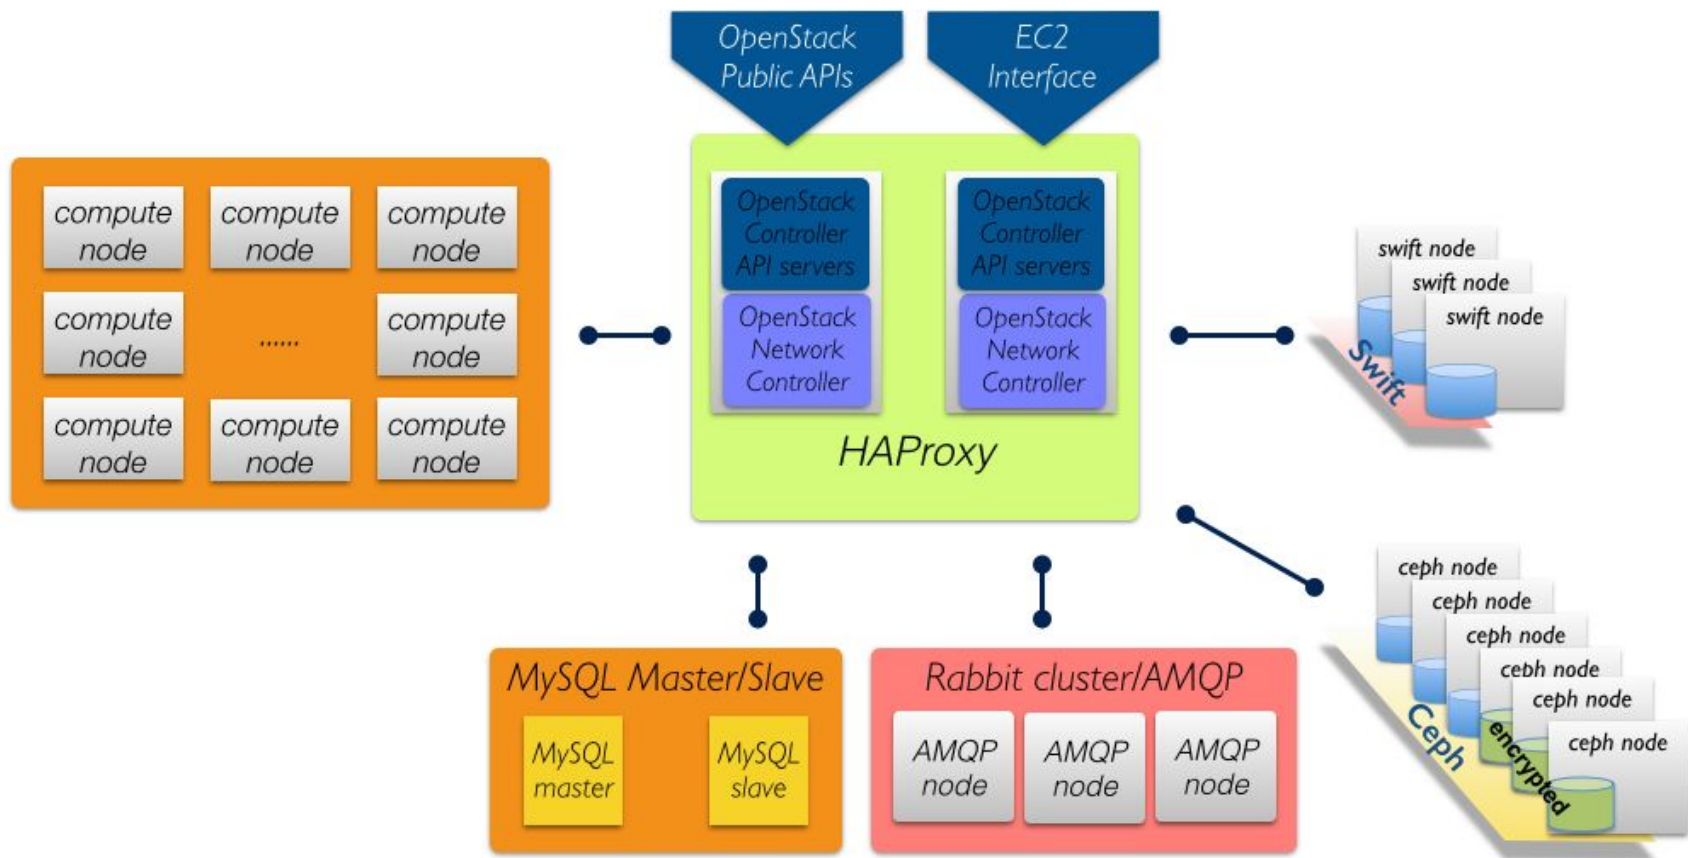 OpenStack
Public APIs
EC2
Interface
compute
node
compute
node
compute
node
compute
node
......
compute
node
compute
node
compute
node
compute
node
OpenStack
Controller
API servers
OpenStack
Network
Controller
OpenStack
Controller
API servers
OpenStack
Network
Controller
HAProxy
swift node
swift node
swift node
Swift
MySQL Master/Slave
MySQL
master
MySQL
slave
Rabbit cluster/AMQP
AMQP
node
AMQP
node
AMQP
node
ceph node
ceph node
ceph node
ceph node
ceph node
ceph node
Ceph
encrypted